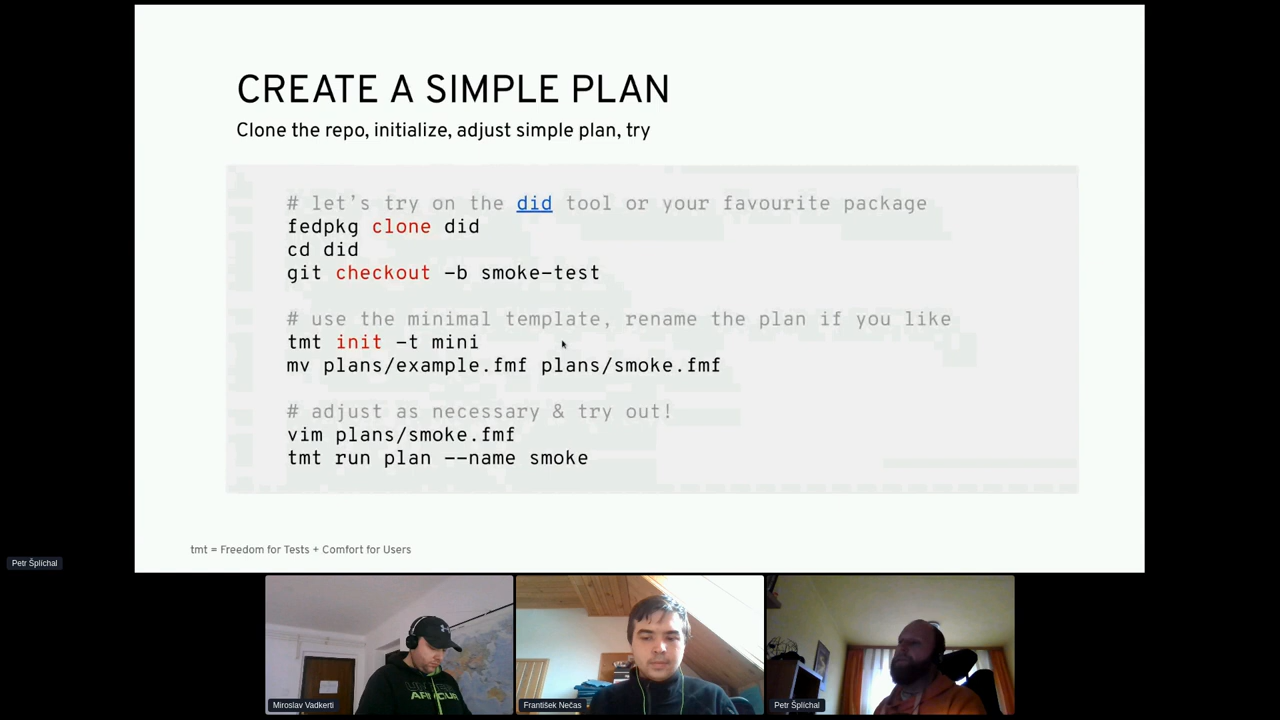 CREATE A SIMPLE PLAN
Clone the repo, initialize, adjust simple plan, try
# let’s try on the did tool or your favourite package
fedpkg clone did
cd did
git checkout -b smoke-test
# use the minimal template, rename the plan if you like
tmt init -t mini
mv plans/example.fmf plans/smoke.fmf
# adjust as necessary & try out!
vim plans/smoke.fmf
tmt run plan --name smoke
tmt = Freedom for Tests + Comfort for Users
Petr Šplíchal
Miroslav Vadkerti
František Nečas
Petr Šplíchal